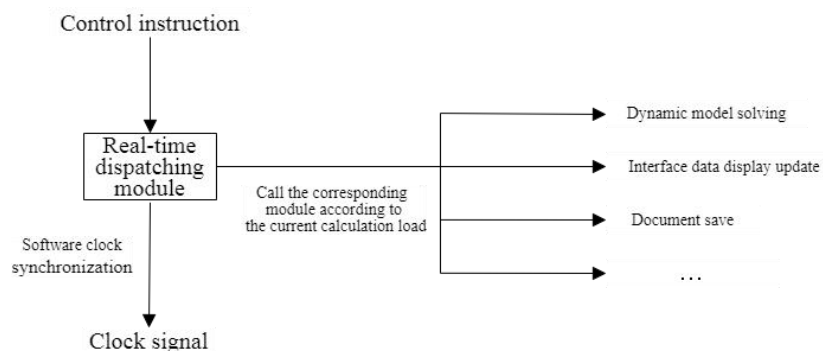 Control instruction
Real-time
dispatching
module
Call the corresponding
module according to
the current calculation load
Dynamic model solving
Interface data display update
Document save
...
Software clock
synchronization
Clock signal